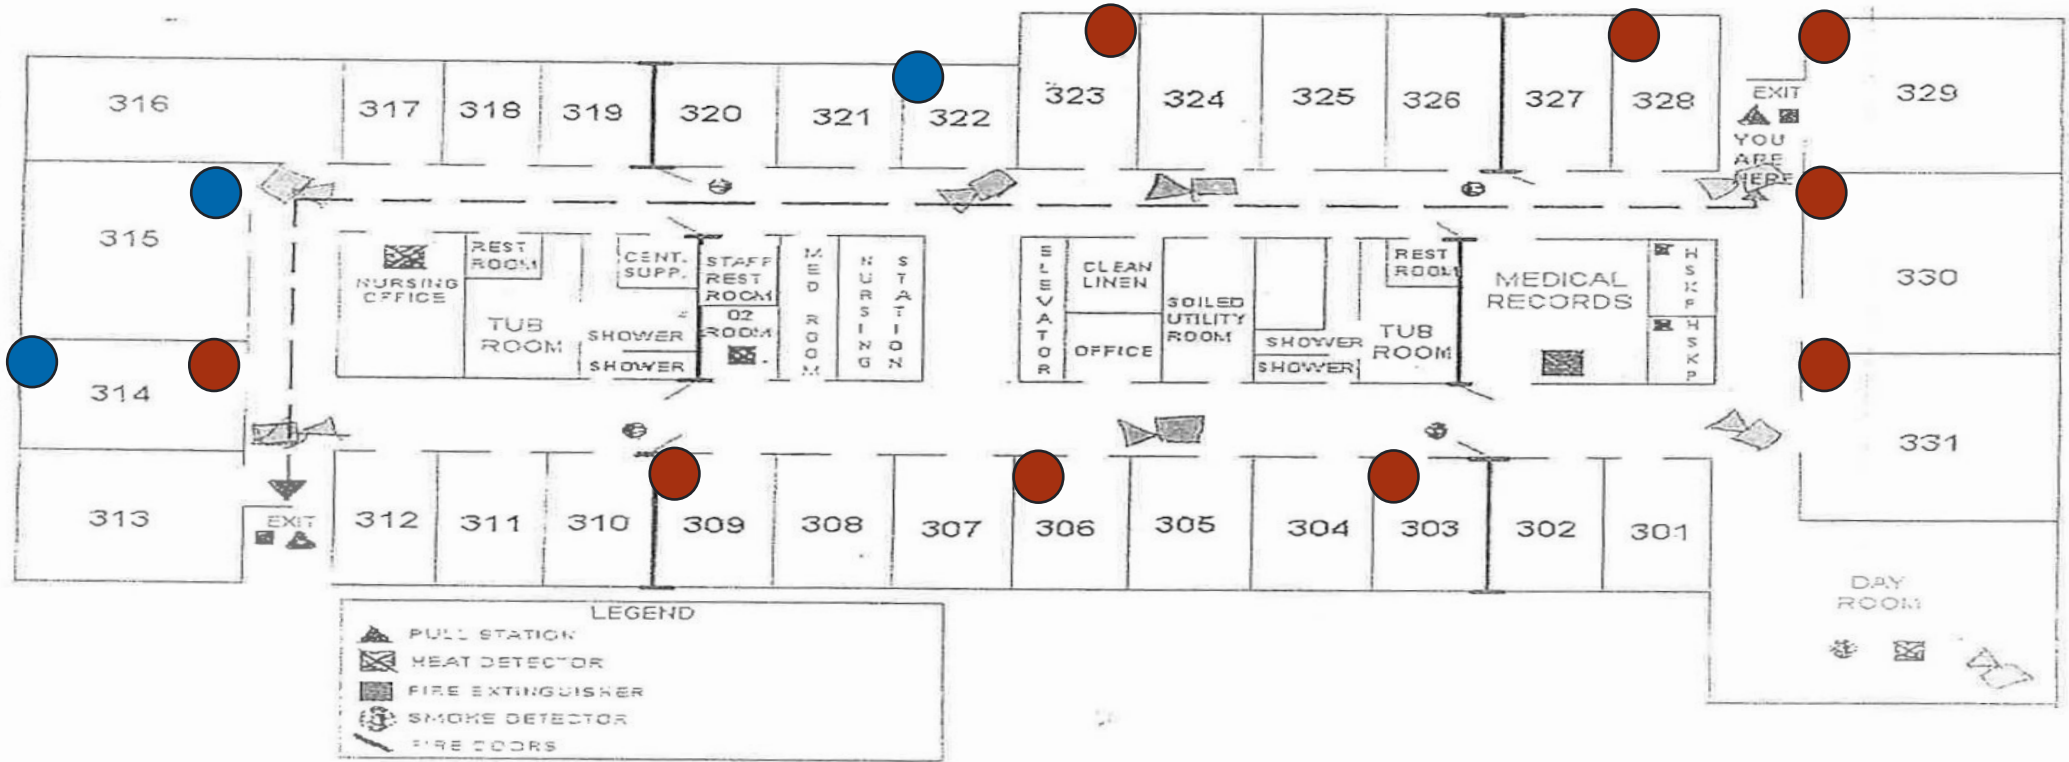 316
317
318
319
320
321
322
323
324
325
326
327
328
329
EXIT
YOU
ARE
HERE
315
330
NURSING
OFFICE
REST
ROOM
TUB
ROOM
CENT.
SUPP.
SHOWER
SHOWER
STAFF
REST
ROOM
02
ROOM
MED ROOM
NURSING
STATION
ELEVATOR
CLEAN
LINEN
OFFICE
SOILED
UTILITY
ROOM
SHOWER
SHOWER
REST
ROOM
TUB
ROOM
MEDICAL
RECORDS
HSKP
HSKP
314
331
313
EXIT
312
311
310
309
308
307
306
305
304
303
302
301
DAY
ROOM
LEGEND
PULL STATION
HEAT DETECTOR
FIRE EXTINGUISHER
SMOKE DETECTOR
FIRE DOORS